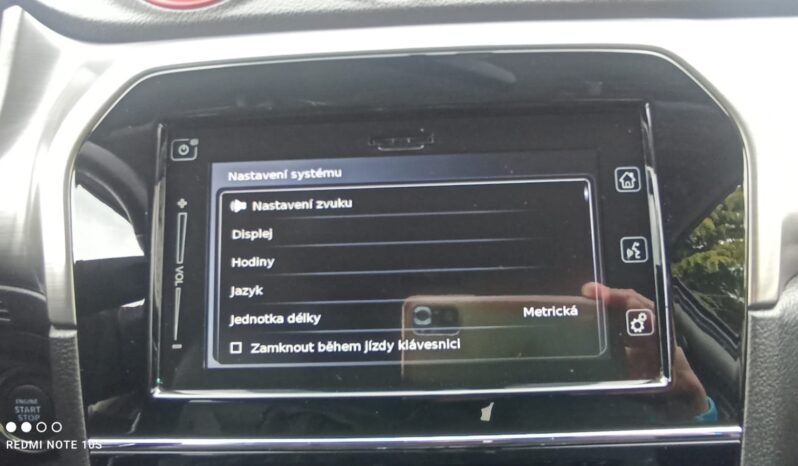 Nastavení systému
Nastavení zvuku
Displej
Hodiny
Jazyk
Jednotka délky Metrická
Zamknout během jízdy klávesnici
+
VOL
-
ENGINE
START
STOP
REDMI NOTE 10S